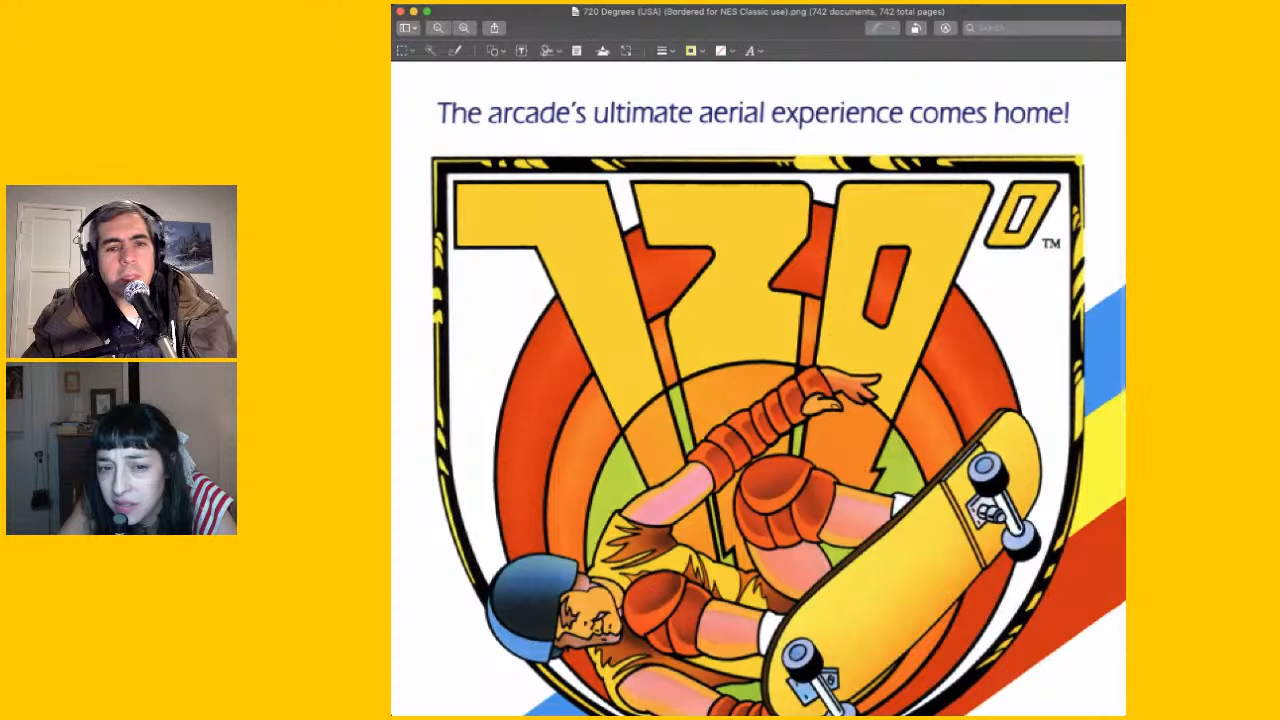 720 Degrees (USA) (Bordered for NES Classic use).png (742 documents, 742 total pages)
Search
The arcade's ultimate aerial experience comes home!
720°
TM